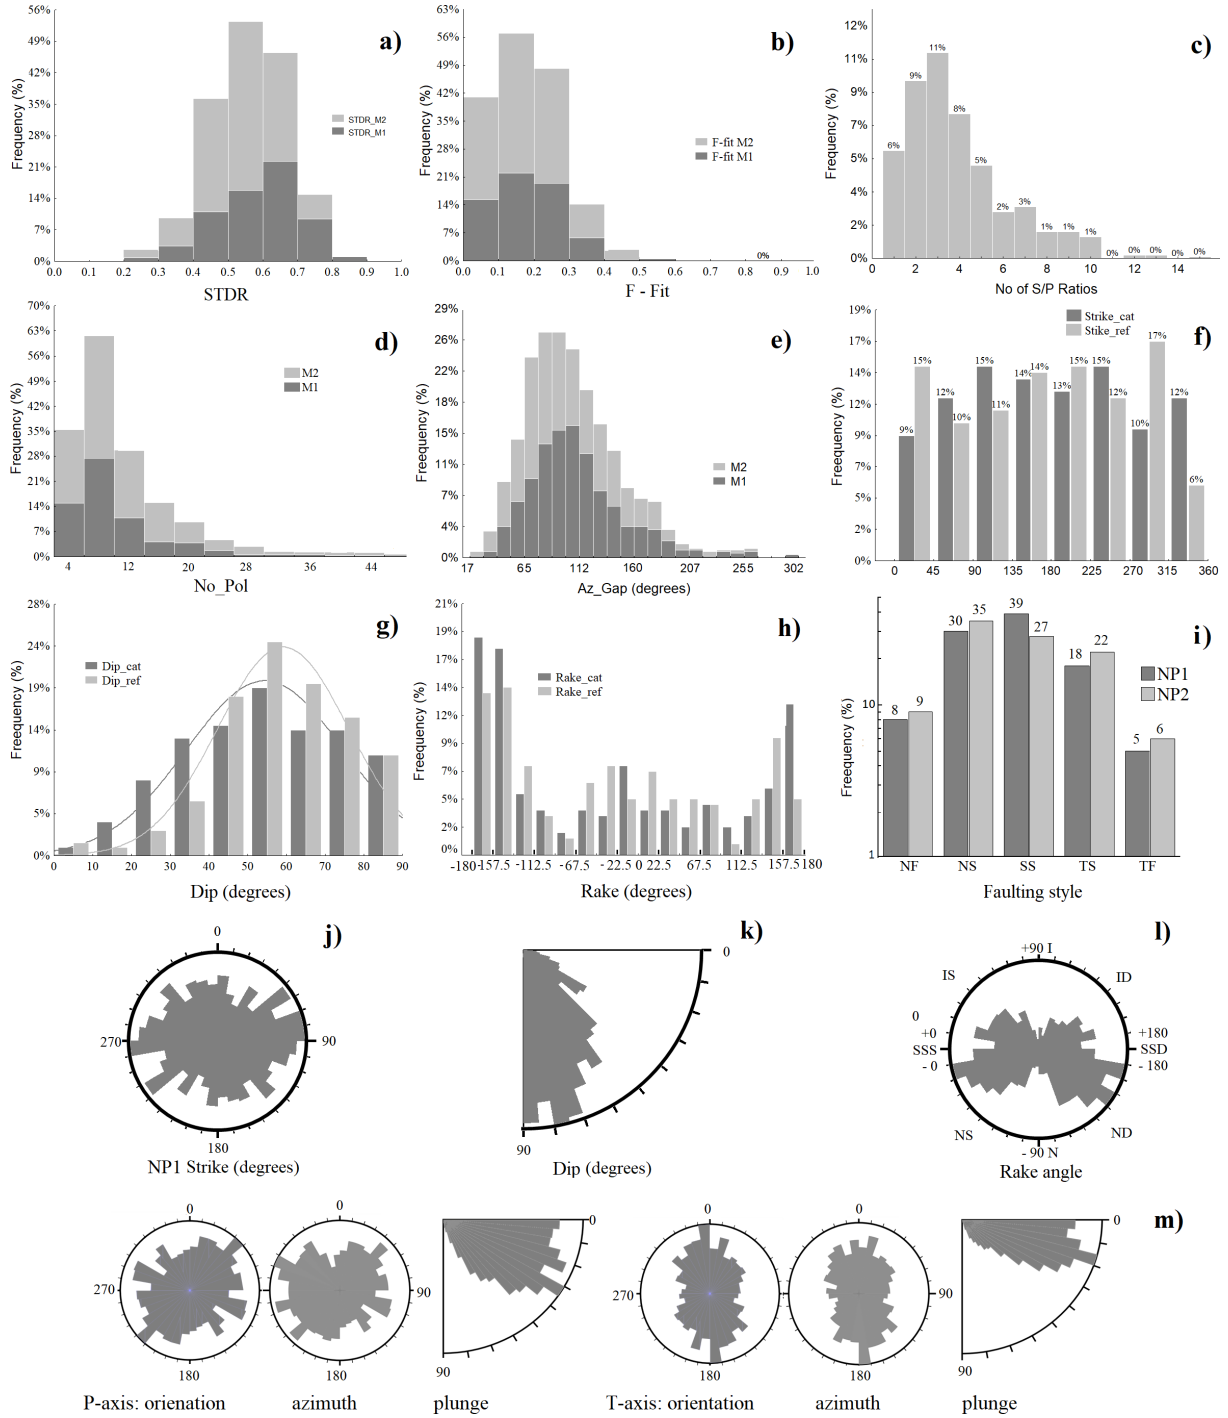 a)
Frequency (%)
56%
49%
42%
35%
28%
21%
14%
7%
0%
STDR_M2
STDR_M1
0.0 0.1 0.2 0.3 0.4 0.5 0.6 0.7 0.8 0.9 1.0
STDR
b)
Frequency (%)
63%
56%
49%
42%
35%
28%
21%
14%
7%
0%
F-fit M2
F-fit M1
0%
0.0 0.1 0.2 0.3 0.4 0.5 0.6 0.7 0.8 0.9 1.0
F - Fit
c)
Frequency (%)
12%
11%
9%
8%
7%
5%
4%
2%
0%
6% 9% 11% 8% 5% 2% 3% 1% 1% 1% 0% 0% 0% 0% 0%
0 2 4 6 8 10 12 14
No of S/P Ratios
d)
Freequency (%)
70%
63%
56%
49%
42%
35%
28%
21%
14%
7%
0%
M2
M1
4 12 20 28 36 44
No_Pol
e)
Freequency (%)
29%
26%
22%
18%
15%
11%
7%
4%
0%
M2
M1
17 65 112 160 207 255 302
Az_Gap (degrees)
f)
Freequency (%)
19%
17%
14%
12%
10%
7%
5%
2%
0%
Strike_cat
Stike_ref
9% 15% 12% 10% 15% 11% 14% 14% 13% 15% 15% 12% 10% 17% 12% 6%
0 45 90 135 180 225 270 315 360
g)
Freequency (%)
28%
24%
19%
14%
9%
5%
0%
Dip_cat
Dip_ref
0 10 20 30 40 50 60 70 80 90
Dip (degrees)
h)
Freequency (%)
21%
19%
17%
14%
12%
9%
7%
5%
2%
0%
Rake_cat
Rake_ref
-180 -157.5 -112.5 -67.5 -22.5 0 22.5 67.5 112.5 157.5 180
Rake (degrees)
i)
Freequency (%)
10
1
8 9 30 35 39 27 18 22 5 6
NP1
NP2
NF NS SS TS TF
Faulting style
j)
0
270
90
180
NP1 Strike (degrees)
k)
0
90
Dip (degrees)
l)
+90 I
IS
ID
0
+0
+180
SSS
SSD
- 0
- 180
NS
ND
- 90 N
Rake angle
m)
0 0 0
270 90
180 180 90
P-axis: orienation azimuth plunge
0 0 0
270 90
180 180 90
T-axis: orientation azimuth plunge